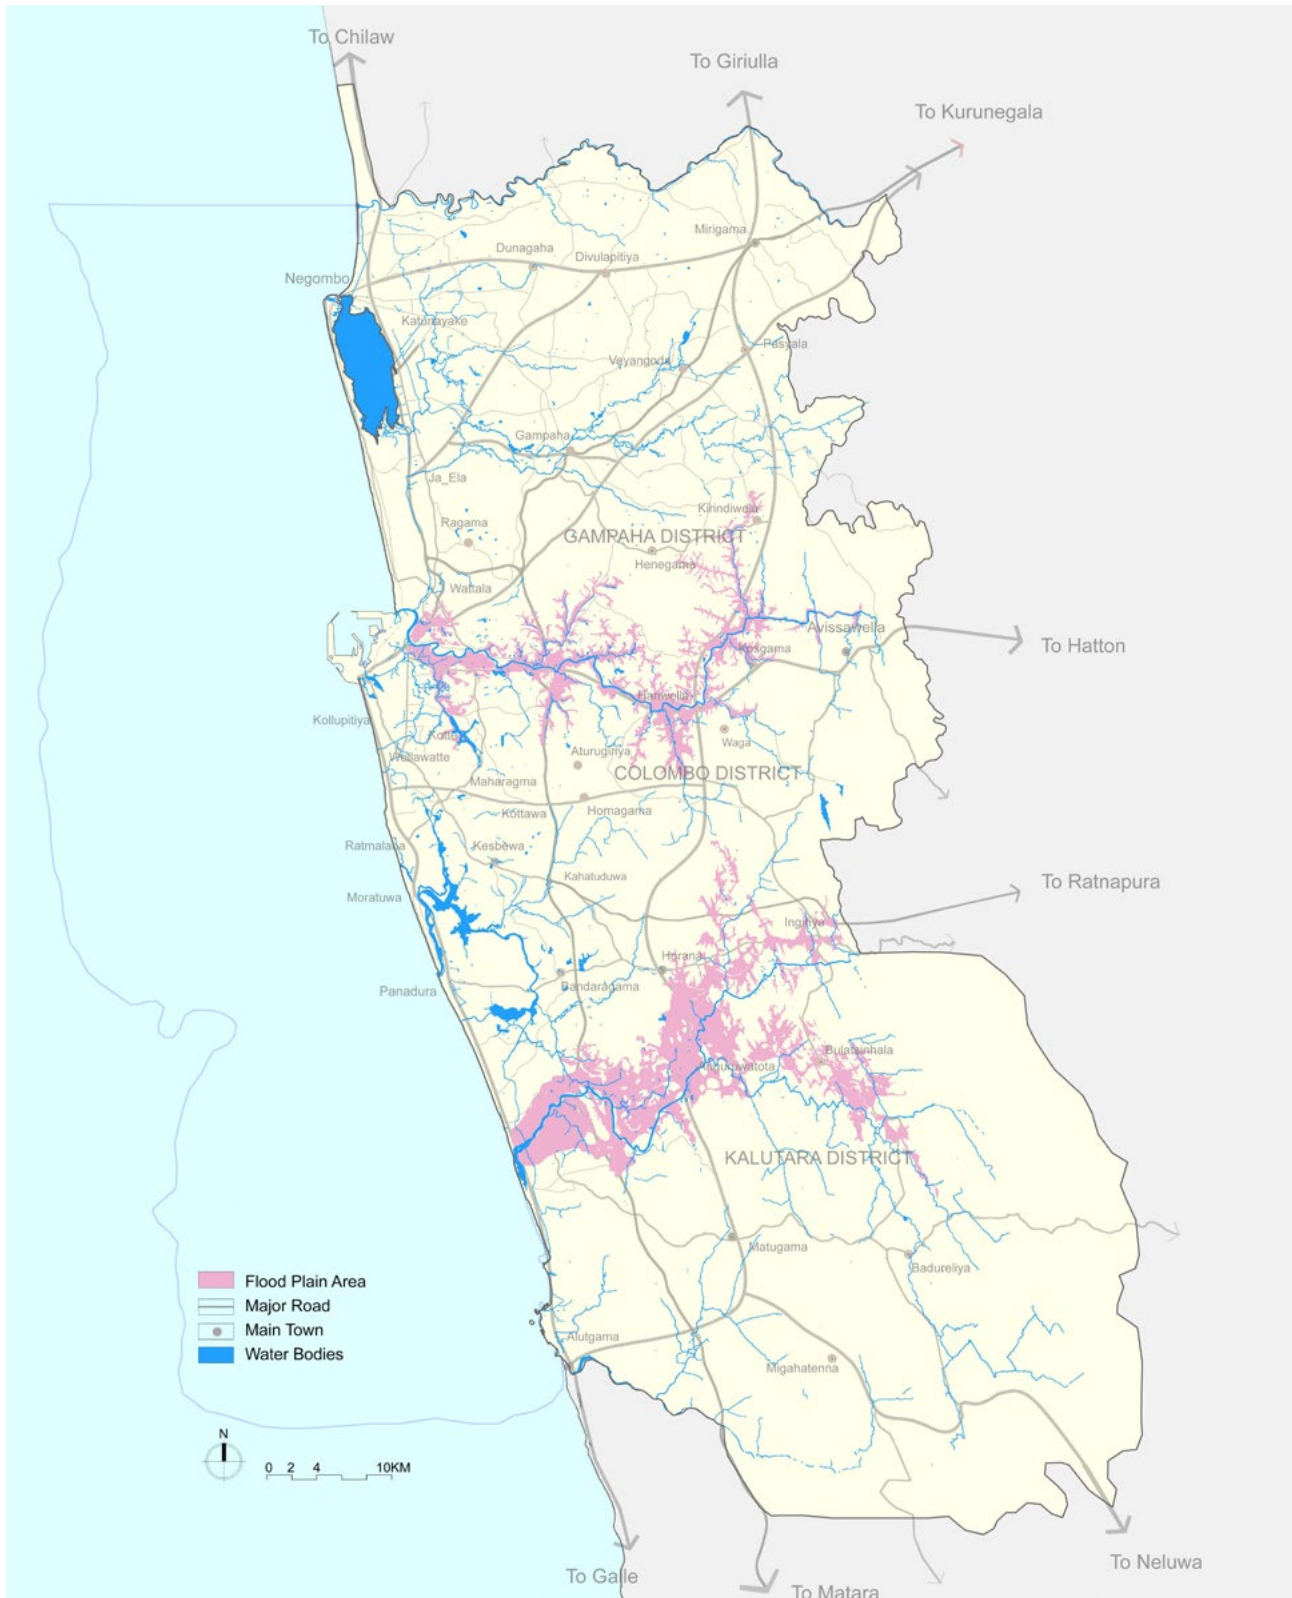 To Chilaw
To Giriulla
To Kurunegala
Mirigama
Dunagaha
Divulapitiya
Negombo
Katunayake
Pasyala
Veyangoda
Gampaha
Ja_Ela
Kirindiwela
Ragama
GAMPAHA DISTRICT
Henegama
Wattala
Avissawella
To Hatton
Kosgama
Hanwella
Kollupitiya
Kotte
Waga
Aturugiriya
Wellawatte
COLOMBO DISTRICT
Maharagma
Kottawa
Homagama
Ratmalana
Kesbewa
Kahatuduwa
To Ratnapura
Moratuwa
Ingiriya
Horana
Bandaragama
Panadura
Bulatsinhala
KALUTARA DISTRICT
Matugama
Badureliya
Flood Plain Area
Major Road
Main Town
Water Bodies
Alutgama
Migahatenna
N
0 2 4 10KM
To Galle
To Matara
To Neluwa